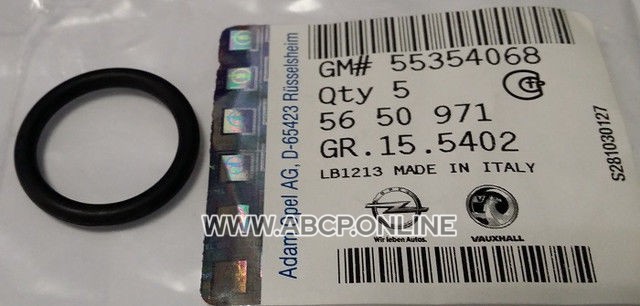 GM# 55354068
Qty 5
56 50 971
GR.15.5402
LB1213 MADE IN ITALY
Wir leben Autos.
VAUXHALL
Adam Opel AG, D-65423 Rüsselsheim
S281030127
WWW.ABCP.ONLINE